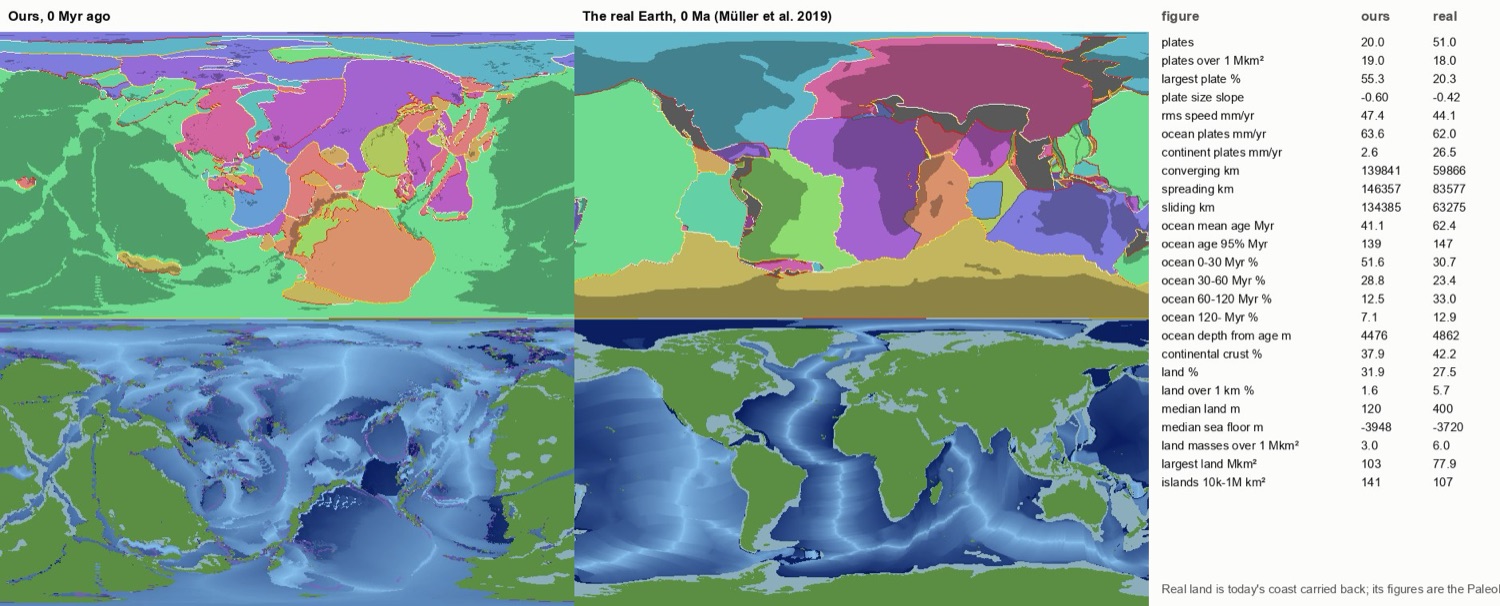 Ours, 0 Myr ago
The real Earth, 0 Ma (Müller et al. 2019)
figure ours real
plates 20.0 51.0
plates over 1 Mkm² 19.0 18.0
largest plate % 55.3 20.3
plate size slope -0.60 -0.42
rms speed mm/yr 47.4 44.1
ocean plates mm/yr 63.6 62.0
continent plates mm/yr 2.6 26.5
converging km 139841 59866
spreading km 146357 83577
sliding km 134385 63275
ocean mean age Myr 41.1 62.4
ocean age 95% Myr 139 147
ocean 0-30 Myr % 51.6 30.7
ocean 30-60 Myr % 28.8 23.4
ocean 60-120 Myr % 12.5 33.0
ocean 120- Myr % 7.1 12.9
ocean depth from age m 4476 4862
continental crust % 37.9 42.2
land % 31.9 27.5
land over 1 km % 1.6 5.7
median land m 120 400
median sea floor m -3948 -3720
land masses over 1 Mkm² 3.0 6.0
largest land Mkm² 103 77.9
islands 10k-1M km² 141 107
Real land is today's coast carried back; its figures are the Paleo